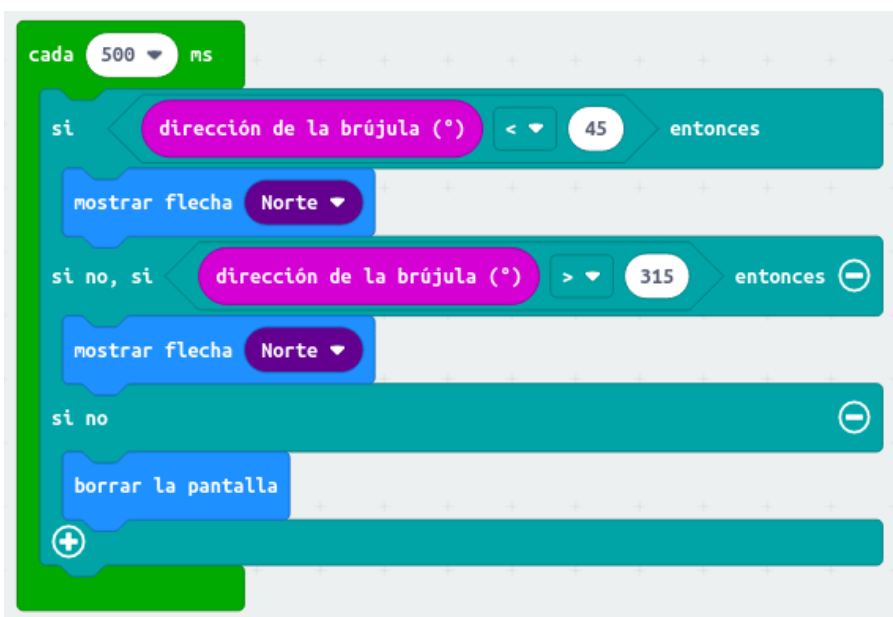 cada 500 ms
si dirección de la brújula (°) < 45 entonces
mostrar flecha Norte
si no, si dirección de la brújula (°) > 315 entonces
mostrar flecha Norte
si no
borrar la pantalla